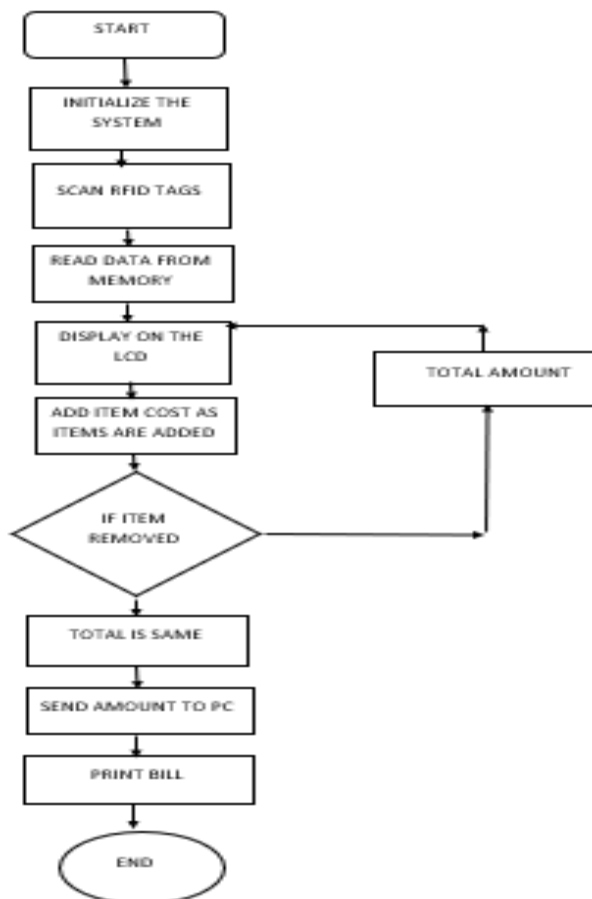 START
INITIALIZE THE
SYSTEM
SCAN RFID TAGS
READ DATA FROM
MEMORY
DISPLAY ON THE
LCD
TOTAL AMOUNT
ADD ITEM COST AS
ITEMS ARE ADDED
IF ITEM
REMOVED
TOTAL IS SAME
SEND AMOUNT TO PC
PRINT BILL
END